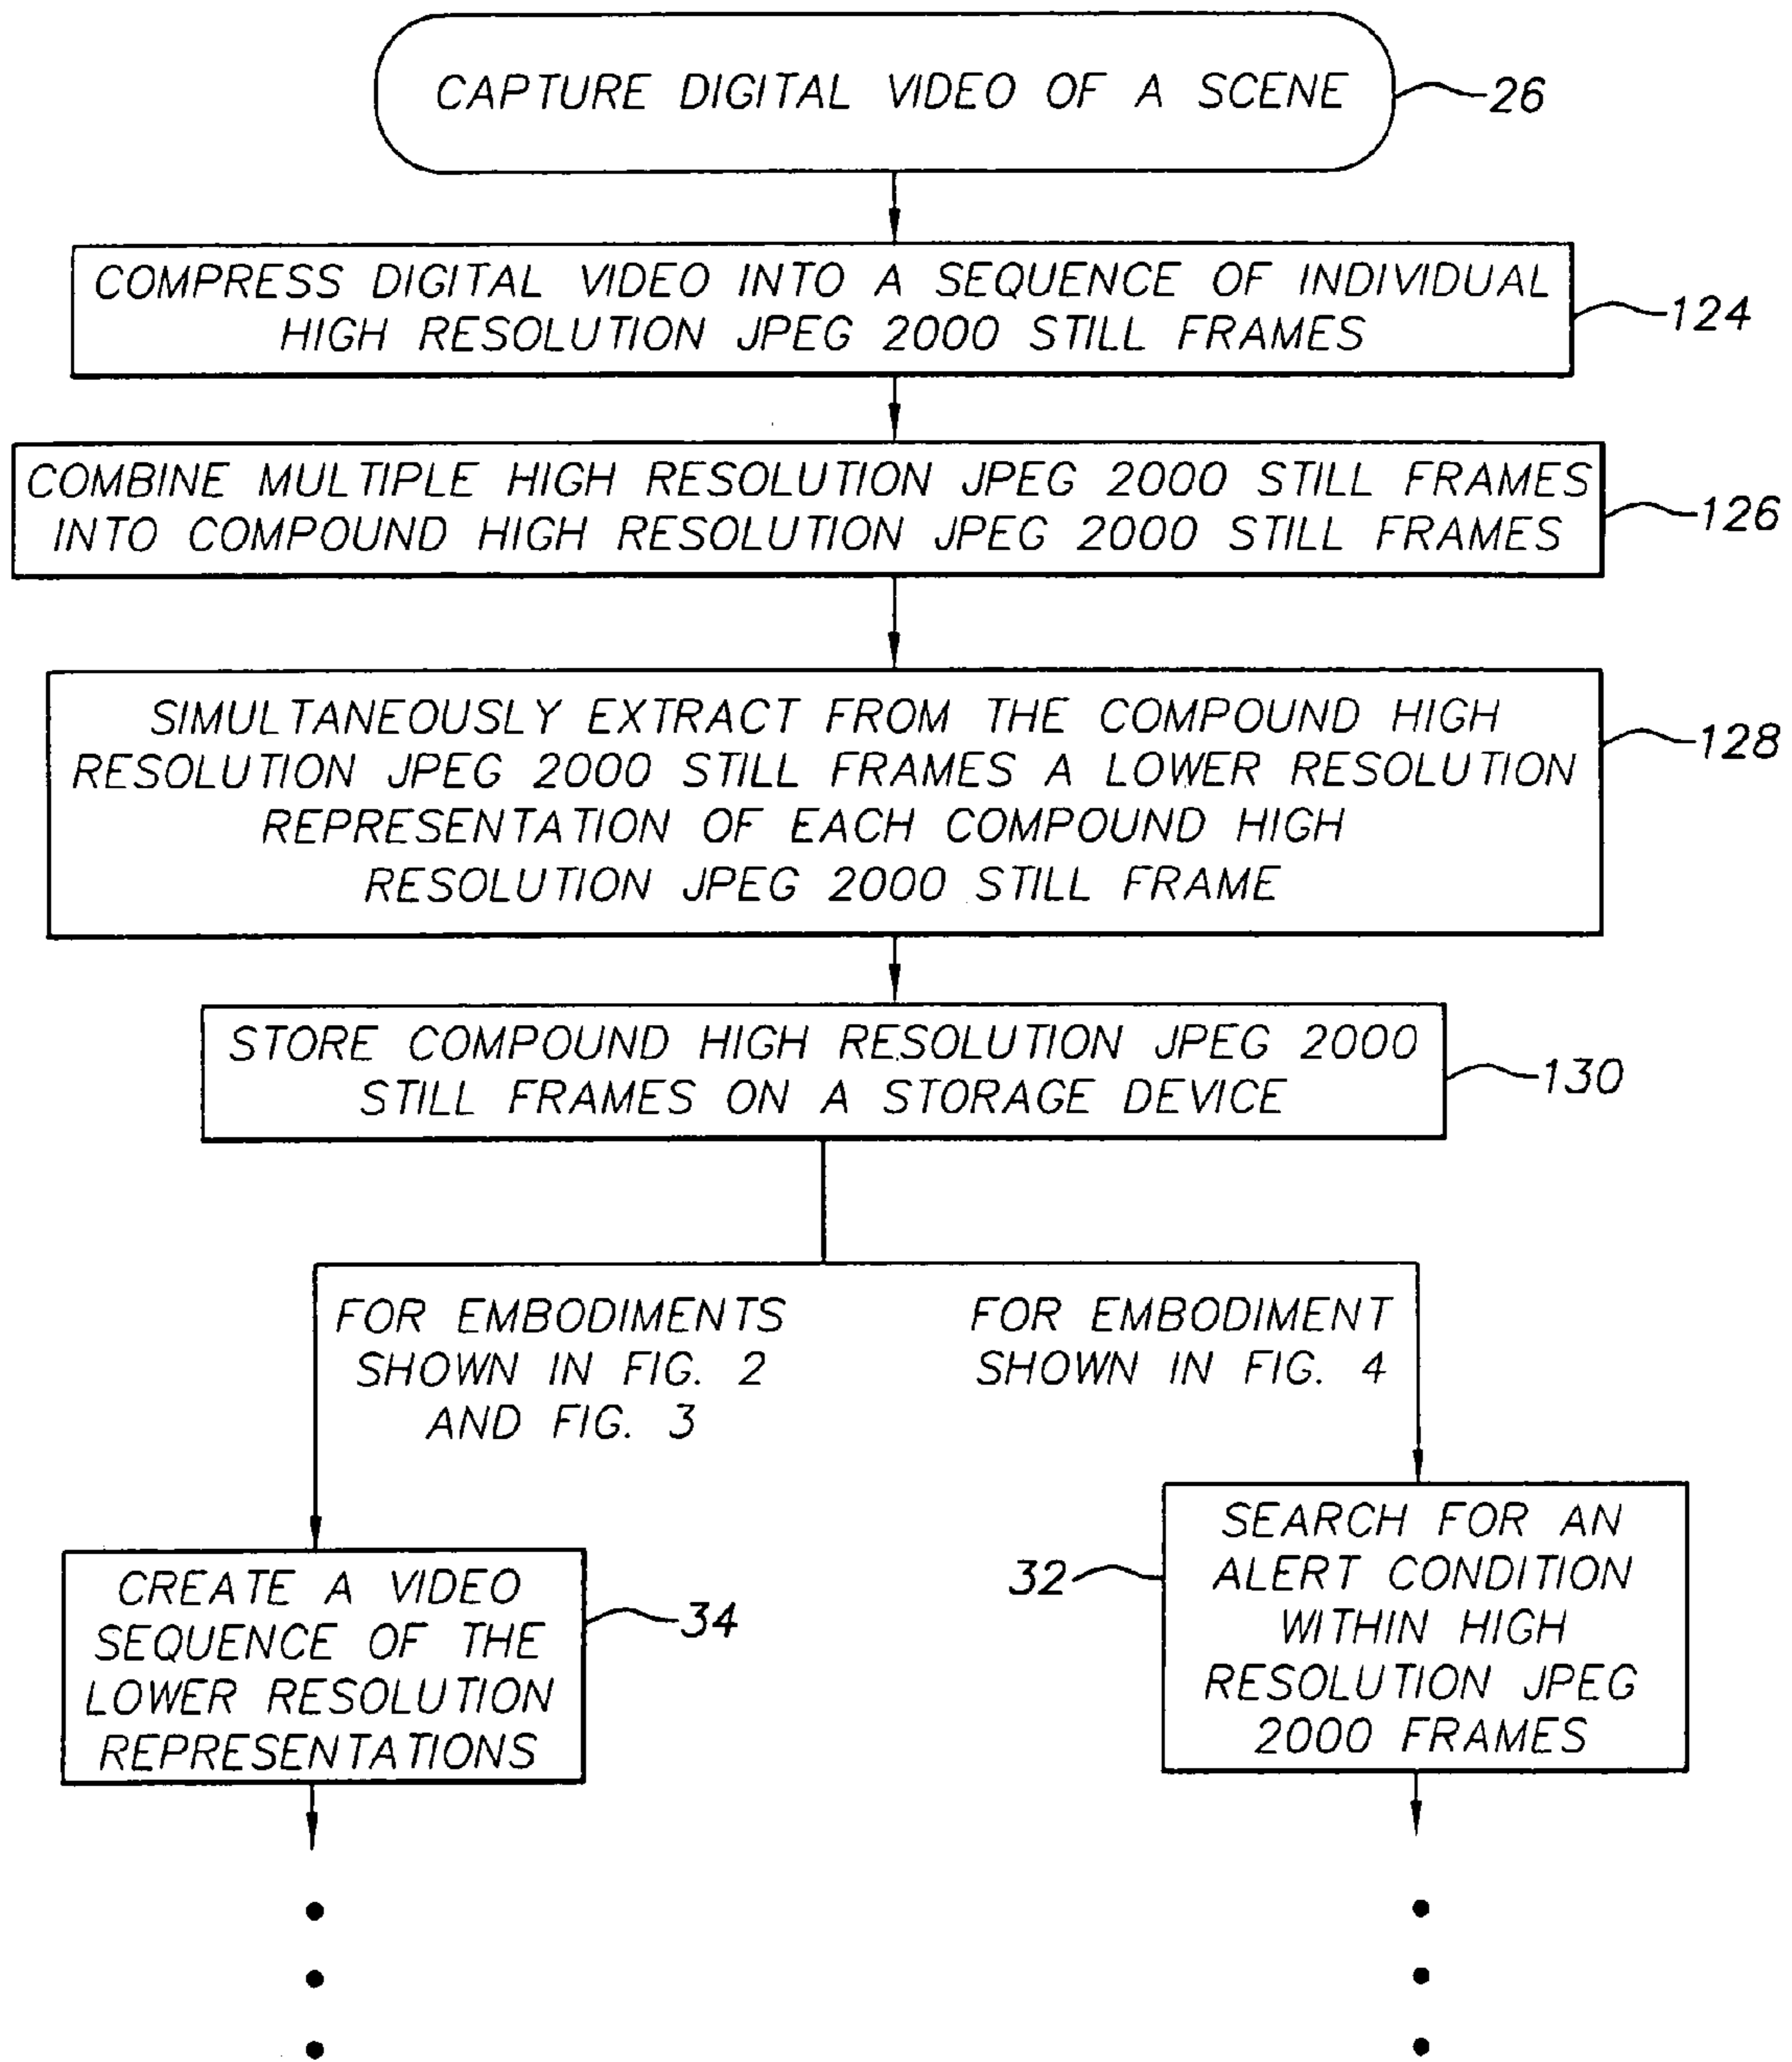 CAPTURE DIGITAL VIDEO OF A SCENE
26
COMPRESS DIGITAL VIDEO INTO A SEQUENCE OF INDIVIDUAL
HIGH RESOLUTION JPEG 2000 STILL FRAMES
124
COMBINE MULTIPLE HIGH RESOLUTION JPEG 2000 STILL FRAMES
INTO COMPOUND HIGH RESOLUTION JPEG 2000 STILL FRAMES
126
SIMULTANEOUSLY EXTRACT FROM THE COMPOUND HIGH
RESOLUTION JPEG 2000 STILL FRAMES A LOWER RESOLUTION
REPRESENTATION OF EACH COMPOUND HIGH
RESOLUTION JPEG 2000 STILL FRAME
128
STORE COMPOUND HIGH RESOLUTION JPEG 2000
STILL FRAMES ON A STORAGE DEVICE
130
FOR EMBODIMENTS
SHOWN IN FIG. 2
AND FIG. 3
FOR EMBODIMENT
SHOWN IN FIG. 4
CREATE A VIDEO
SEQUENCE OF THE
LOWER RESOLUTION
REPRESENTATIONS
34
32
SEARCH FOR AN
ALERT CONDITION
WITHIN HIGH
RESOLUTION JPEG
2000 FRAMES